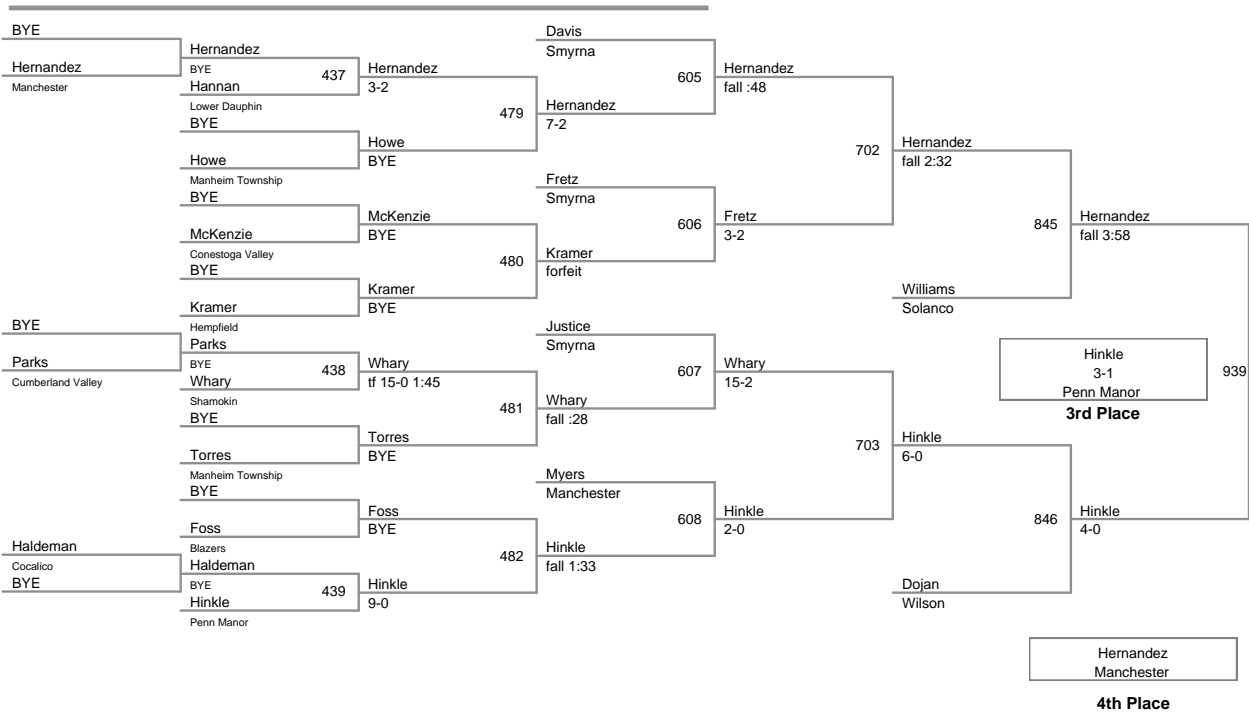 BYE
Hernandez
Manchester
BYE
Parks
Cumberland Valley
Haldeman
Cocalico
BYE
Hernandez
BYE
437
Hannan
Lower Dauphin
BYE
Howe
Manheim Township
BYE
McKenzie
Conestoga Valley
BYE
Kramer
Hempfield
Parks
BYE
438
Whary
Shamokin
BYE
Torres
Manheim Township
BYE
Foss
Blazers
Haldeman
BYE
439
Hinkle
Penn Manor
Hernandez
3-2
479
Howe
BYE
McKenzie
BYE
480
Kramer
BYE
Whary
tf 15-0 1:45
481
Torres
BYE
Foss
BYE
482
Hinkle
9-0
Davis
Smyrna
605
Hernandez
7-2
Fretz
Smyrna
606
Kramer
forfeit
Justice
Smyrna
607
Whary
fall :28
Myers
Manchester
608
Hinkle
fall 1:33
Hernandez
fall :48
702
Fretz
3-2
Whary
15-2
703
Hinkle
2-0
Hernandez
fall 2:32
845
Williams
Solanco
Hinkle
6-0
846
Dojan
Wilson
Hernandez
fall 3:58
Hinkle
3-1
Penn Manor
939
3rd Place
Hinkle
4-0
Hernandez
Manchester
4th Place